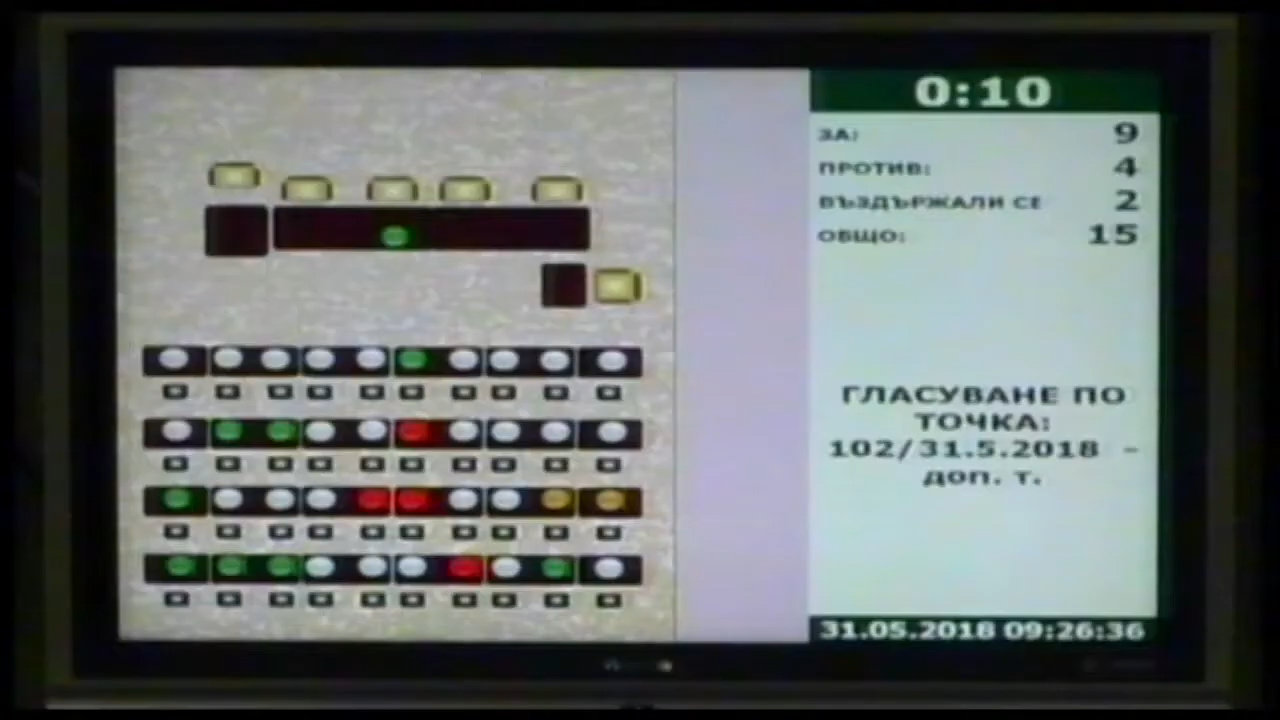 0:10
ЗА: 9
ПРОТИВ: 4
ВЪЗДЪРЖАЛИ СЕ 2
ОБЩО: 15
ГЛАСУВАНЕ ПО
ТОЧКА:
102/31.5.2018 -
доп. т.
31.05.2018 09:26:36